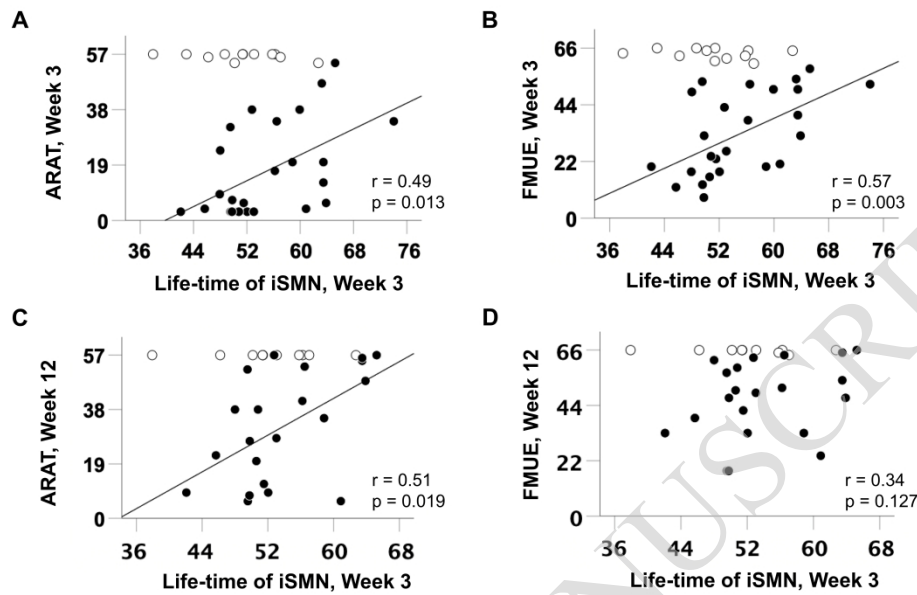 A
ARAT, Week 3
57
38
19
0
36 44 52 60 68 76
r = 0.49
p = 0.013
Life-time of iSMN, Week 3
B
FMUE, Week 3
66
44
22
0
36 44 52 60 68 76
r = 0.57
p = 0.003
Life-time of iSMN, Week 3
C
ARAT, Week 12
57
38
19
0
36 44 52 60 68
r = 0.51
p = 0.019
Life-time of iSMN, Week 3
D
FMUE, Week 12
66
44
22
0
36 44 52 60 68
r = 0.34
p = 0.127
Life-time of iSMN, Week 3
NUSCRI